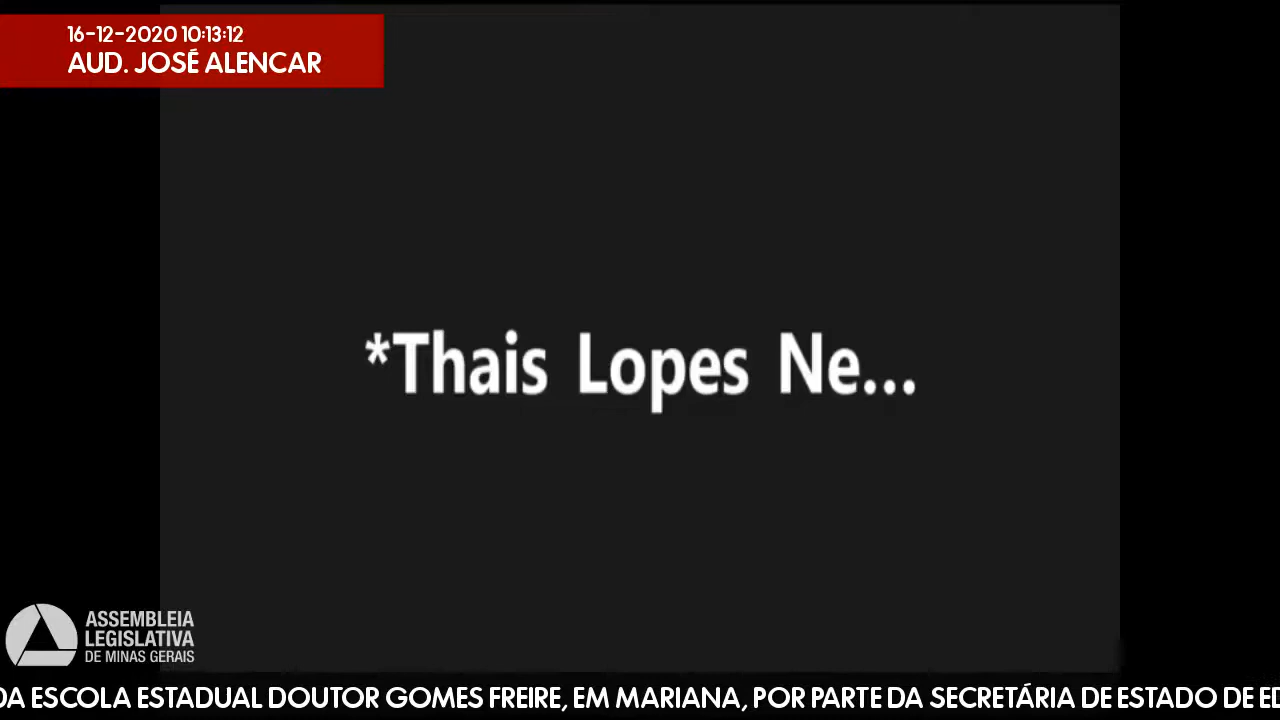 16-12-2020 10:13:12
AUD. JOSÉ ALENCAR
*Thais Lopes Ne...
ASSEMBLEIA
LEGISLATIVA
DE MINAS GERAIS
DA ESCOLA ESTADUAL DOUTOR GOMES FREIRE, EM MARIANA, POR PARTE DA SECRETÁRIA DE ESTADO DE ED